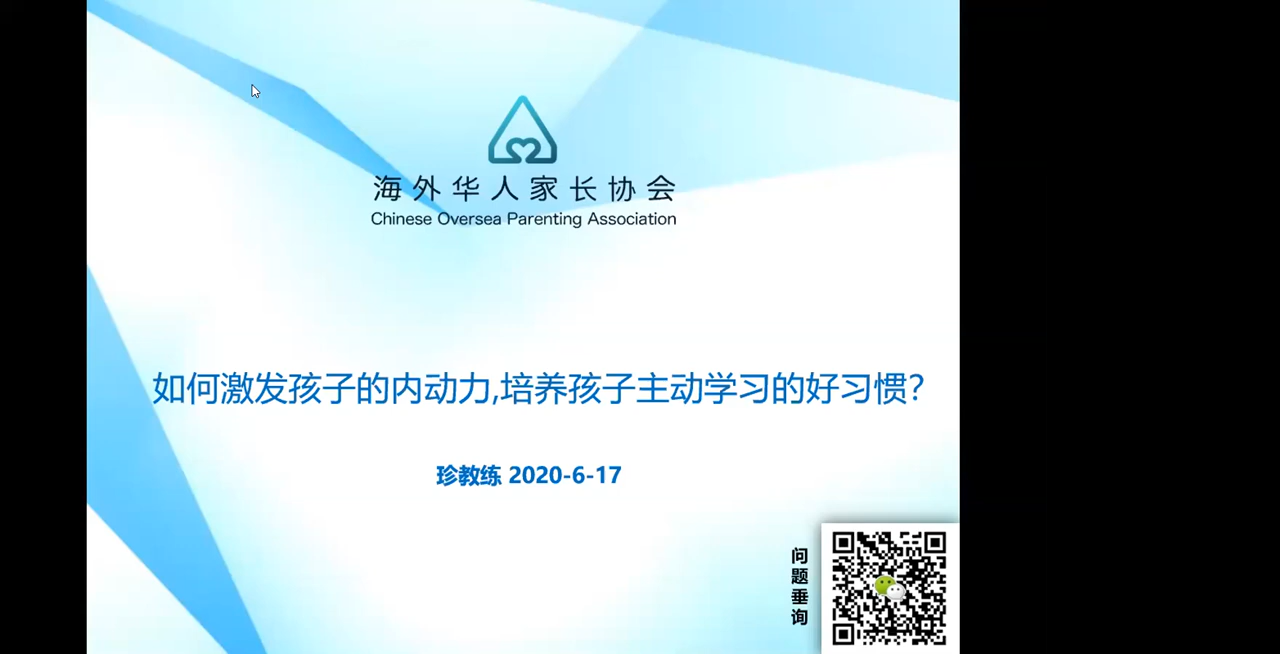 海外华人家长协会
Chinese Oversea Parenting Association
如何激发孩子的内动力,培养孩子主动学习的好习惯?
珍教练 2020-6-17
问题垂询